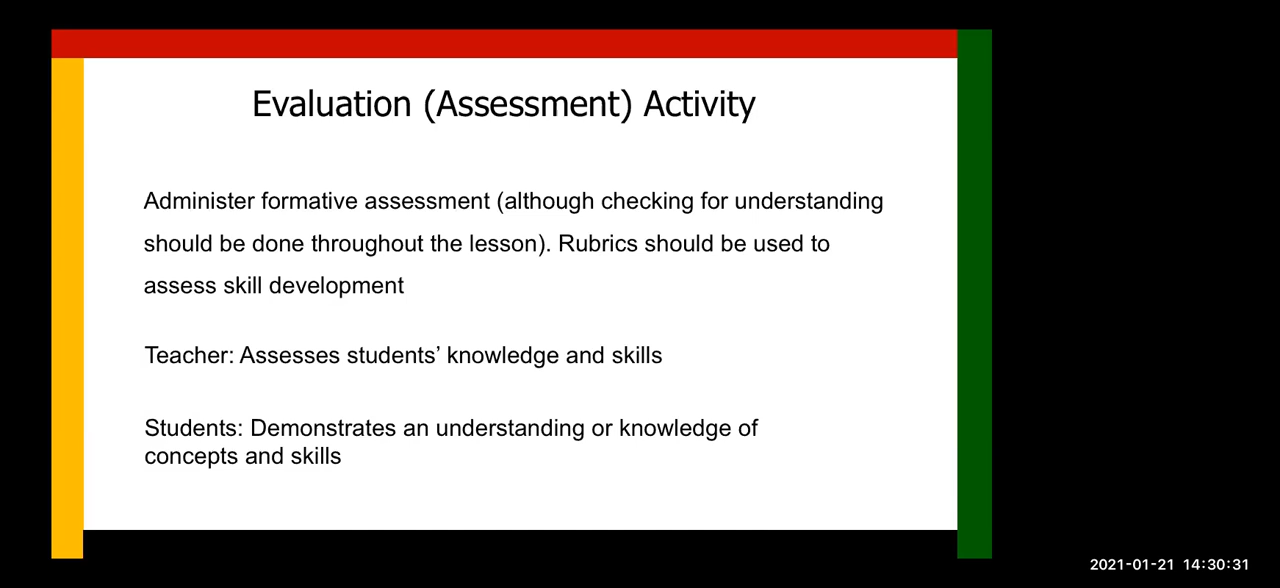 Evaluation (Assessment) Activity
Administer formative assessment (although checking for understanding
should be done throughout the lesson). Rubrics should be used to
assess skill development
Teacher: Assesses students’ knowledge and skills
Students: Demonstrates an understanding or knowledge of
concepts and skills
2021-01-21 14:30:31